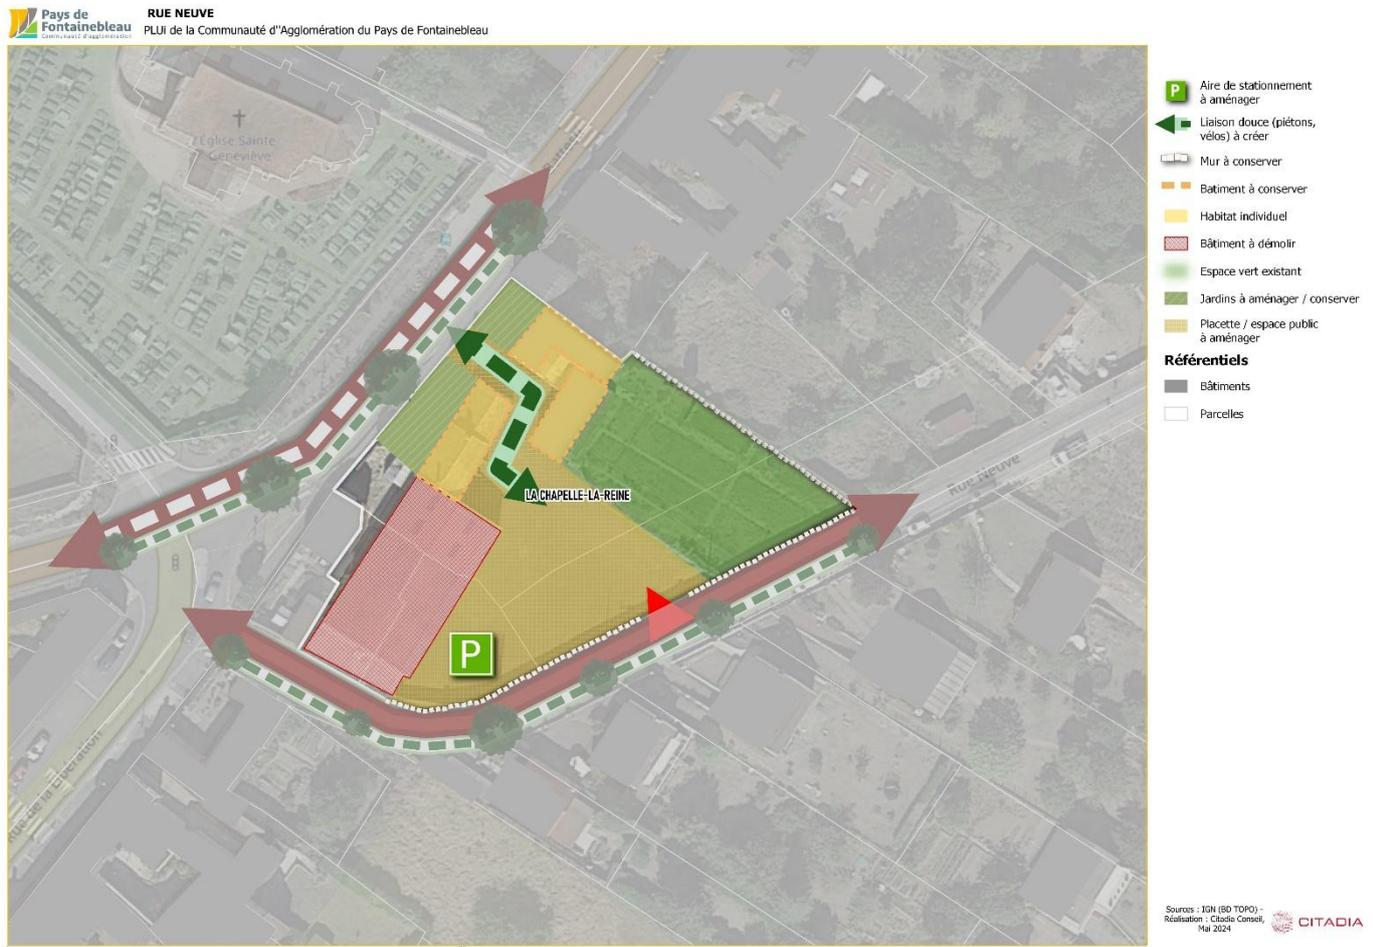 Pays de
Fontainebleau
Communauté d'agglomération
RUE NEUVE
PLUi de la Communauté d''Agglomération du Pays de Fontainebleau
Église Sainte
Geneviève
LA CHAPELLE-LA-REINE
Rue Neuve
Rue de la Libération
P
P
Aire de stationnement
à aménager
Liaison douce (piétons,
vélos) à créer
Mur à conserver
Batiment à conserver
Habitat individuel
Bâtiment à démolir
Espace vert existant
Jardins à aménager / conserver
Placette / espace public
à aménager
Référentiels
Bâtiments
Parcelles
Sources : IGN (BD TOPO) -
Réalisation : Citadia Conseil,
Mai 2024
CITADIA